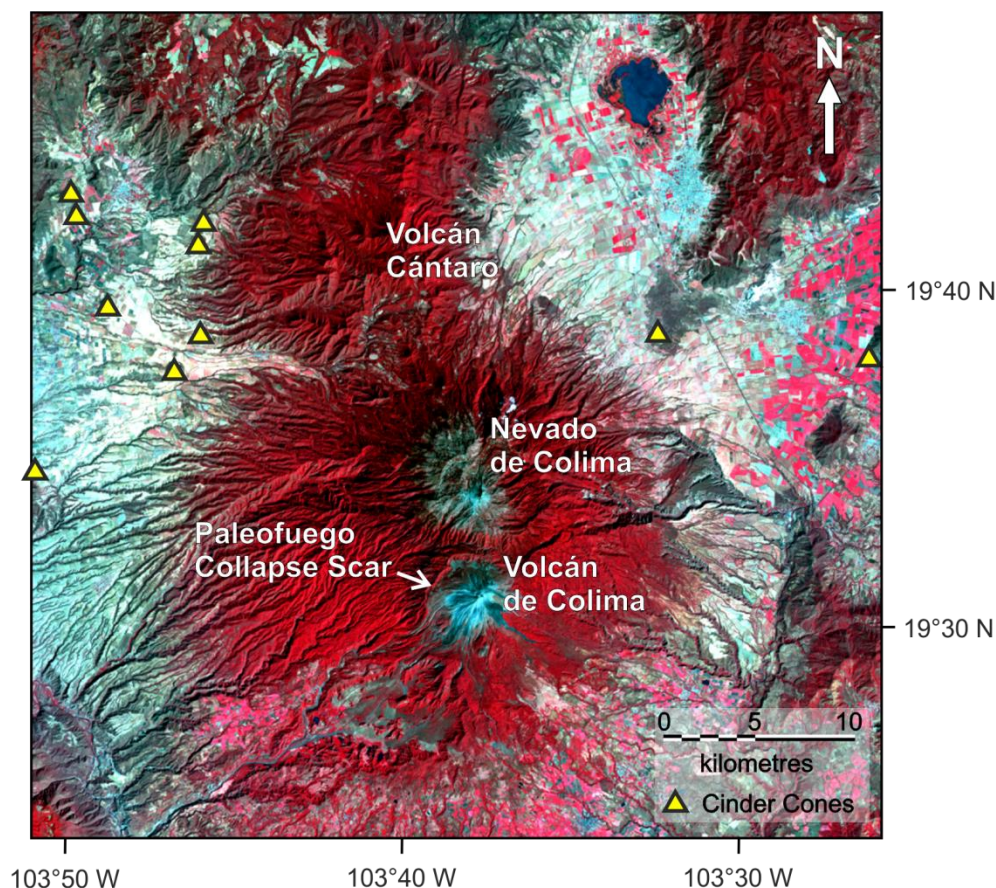 N
Volcán
Cántaro
19°40 N
Nevado
de Colima
Paleofuego
Collapse Scar
Volcán
de Colima
19°30 N
0 5 10
kilometres
Cinder Cones
103°50 W
103°40 W
103°30 W